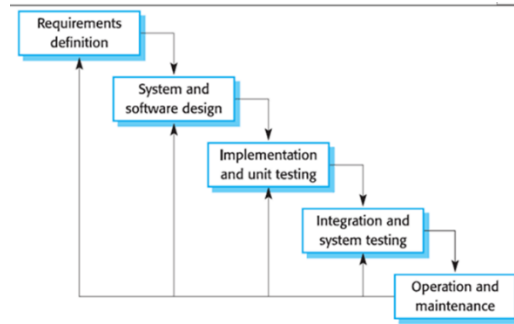 Requirements
definition
System and
software design
Implementation
and unit testing
Integration and
system testing
Operation and
maintenance